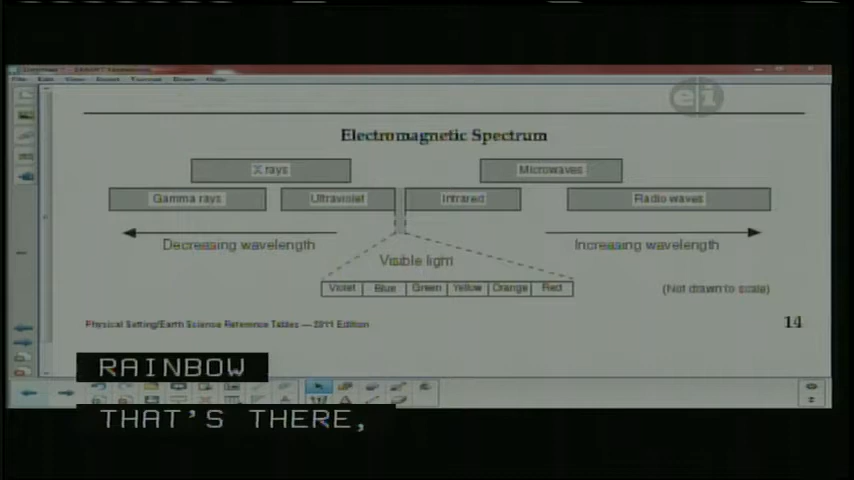 ei
Electromagnetic Spectrum
X rays
Microwaves
Gamma rays
Ultraviolet
Infrared
Radio waves
Decreasing wavelength
Increasing wavelength
Visible light
Violet Blue Green Yellow Orange Red
(Not drawn to scale)
Physical Setting/Earth Science Reference Tables — 2011 Edition
14
RAINBOW
THAT'S THERE,